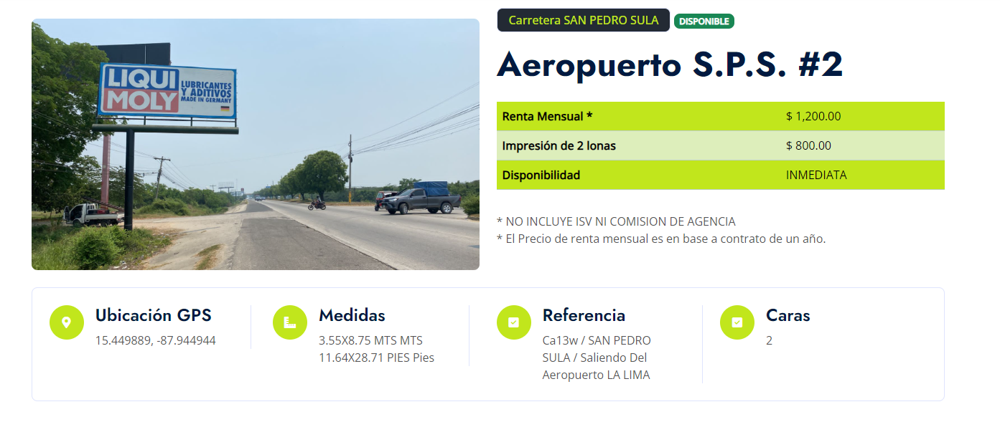 Carretera SAN PEDRO SULA
DISPONIBLE
Aeropuerto S.P.S. #2
LIQUI
MOLY
LUBRICANTES
Y ADITIVOS
MADE IN GERMANY
Renta Mensual *
$ 1,200.00
Impresión de 2 lonas
$ 800.00
Disponibilidad
INMEDIATA
* NO INCLUYE ISV NI COMISION DE AGENCIA
* El Precio de renta mensual es en base a contrato de un año.
Ubicación GPS
15.449889, -87.944944
Medidas
3.55X8.75 MTS MTS
11.64X28.71 PIES Pies
Referencia
Ca13w / SAN PEDRO
SULA / Saliendo Del
Aeropuerto LA LIMA
Caras
2